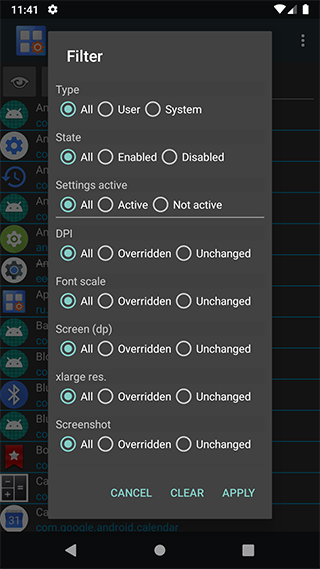 11:41
Filter
Type
All User System
State
All Enabled Disabled
Settings active
All Active Not active
DPI
All Overridden Unchanged
Font scale
All Overridden Unchanged
Screen (dp)
All Overridden Unchanged
xlarge res.
All Overridden Unchanged
Screenshot
All Overridden Unchanged
CANCEL CLEAR APPLY
com.google.android.calendar
31